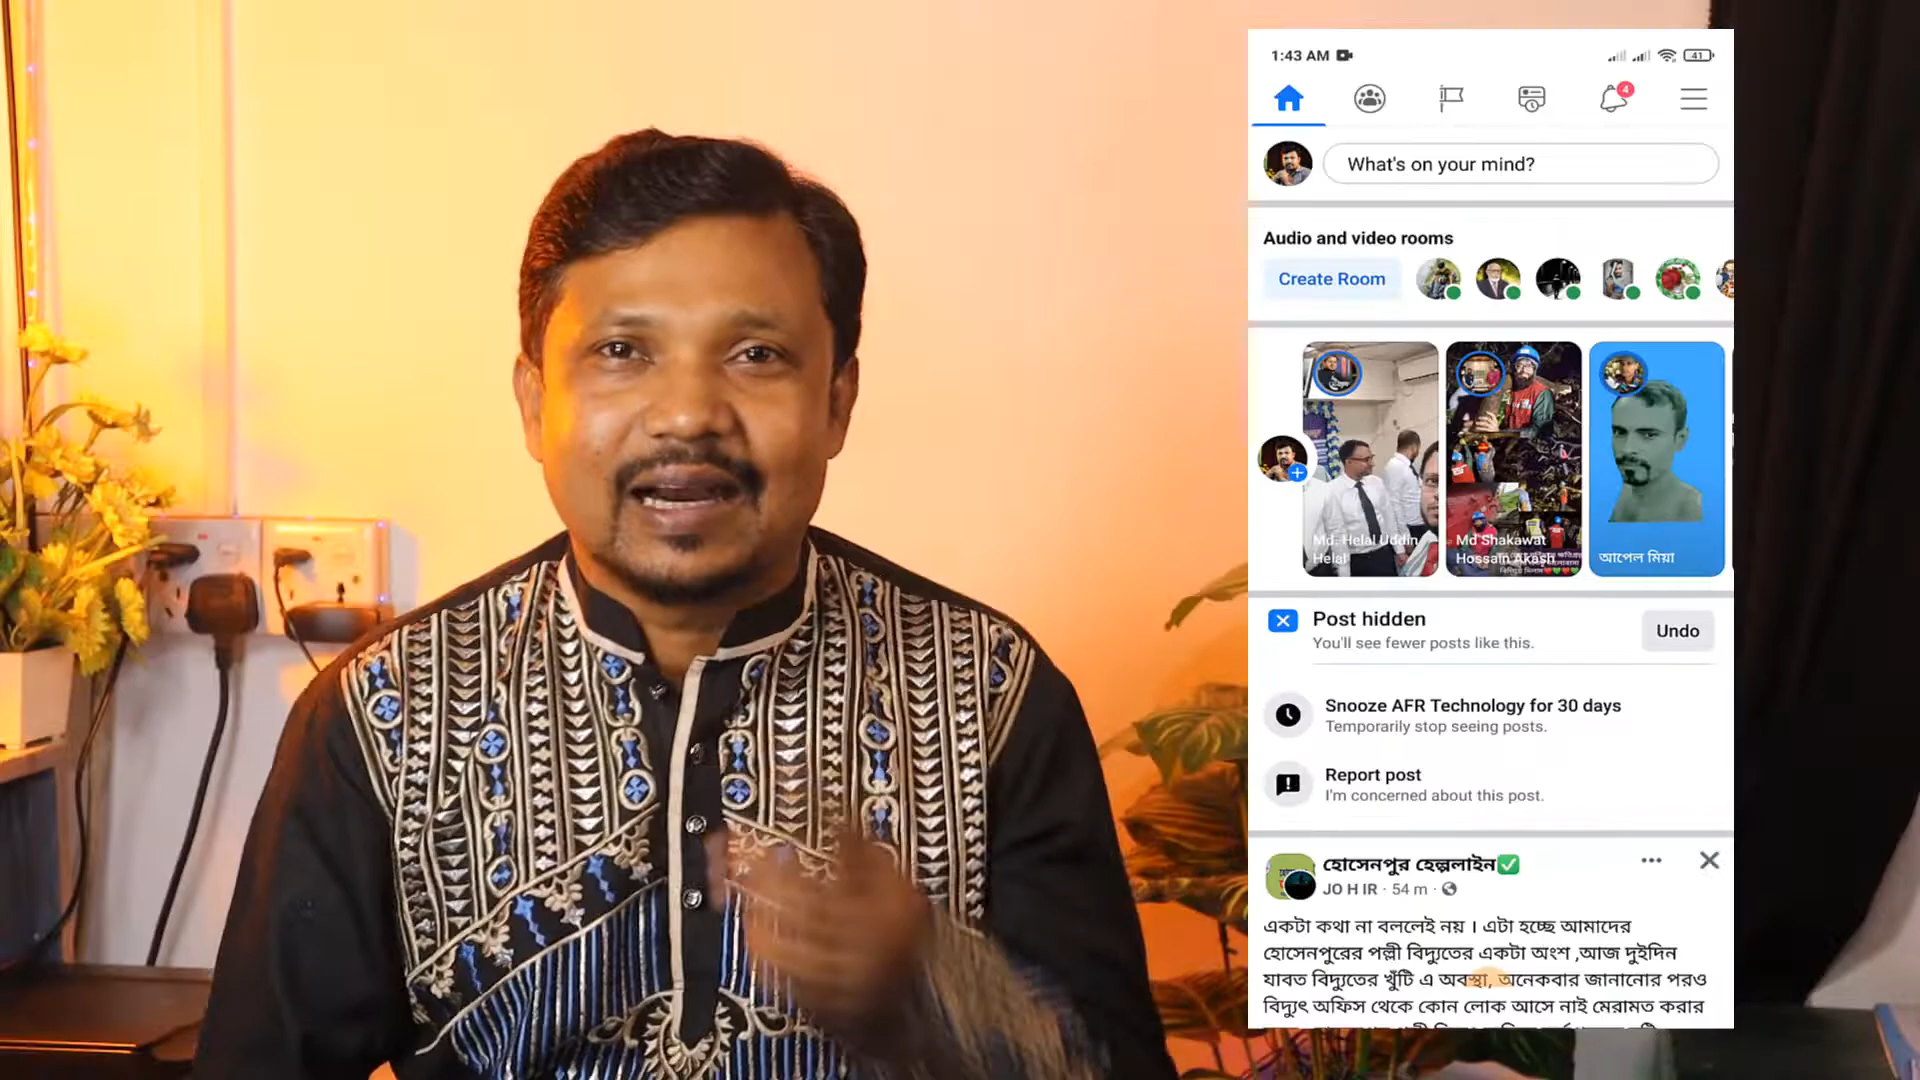 1:43 AM
41
4
What's on your mind?
Audio and video rooms
Create Room
Md. Helal Uddin
Helal
Md Shakawat
Hossain Akash
আপেল মিয়া
Post hidden
You'll see fewer posts like this.
Undo
Snooze AFR Technology for 30 days
Temporarily stop seeing posts.
Report post
I'm concerned about this post.
হোসেনপুর হেল্পলাইন✅
JO H IR · 54 m ·
একটা কথা না বললেই নয় । এটা হচ্ছে আমাদের
হোসেনপুরের পল্লী বিদ্যুতের একটা অংশ ,আজ দুইদিন
যাবত বিদ্যুতের খুঁটি এ অবস্থা, অনেকবার জানানোর পরও
বিদ্যুৎ অফিস থেকে কোন লোক আসে নাই মেরামত করার